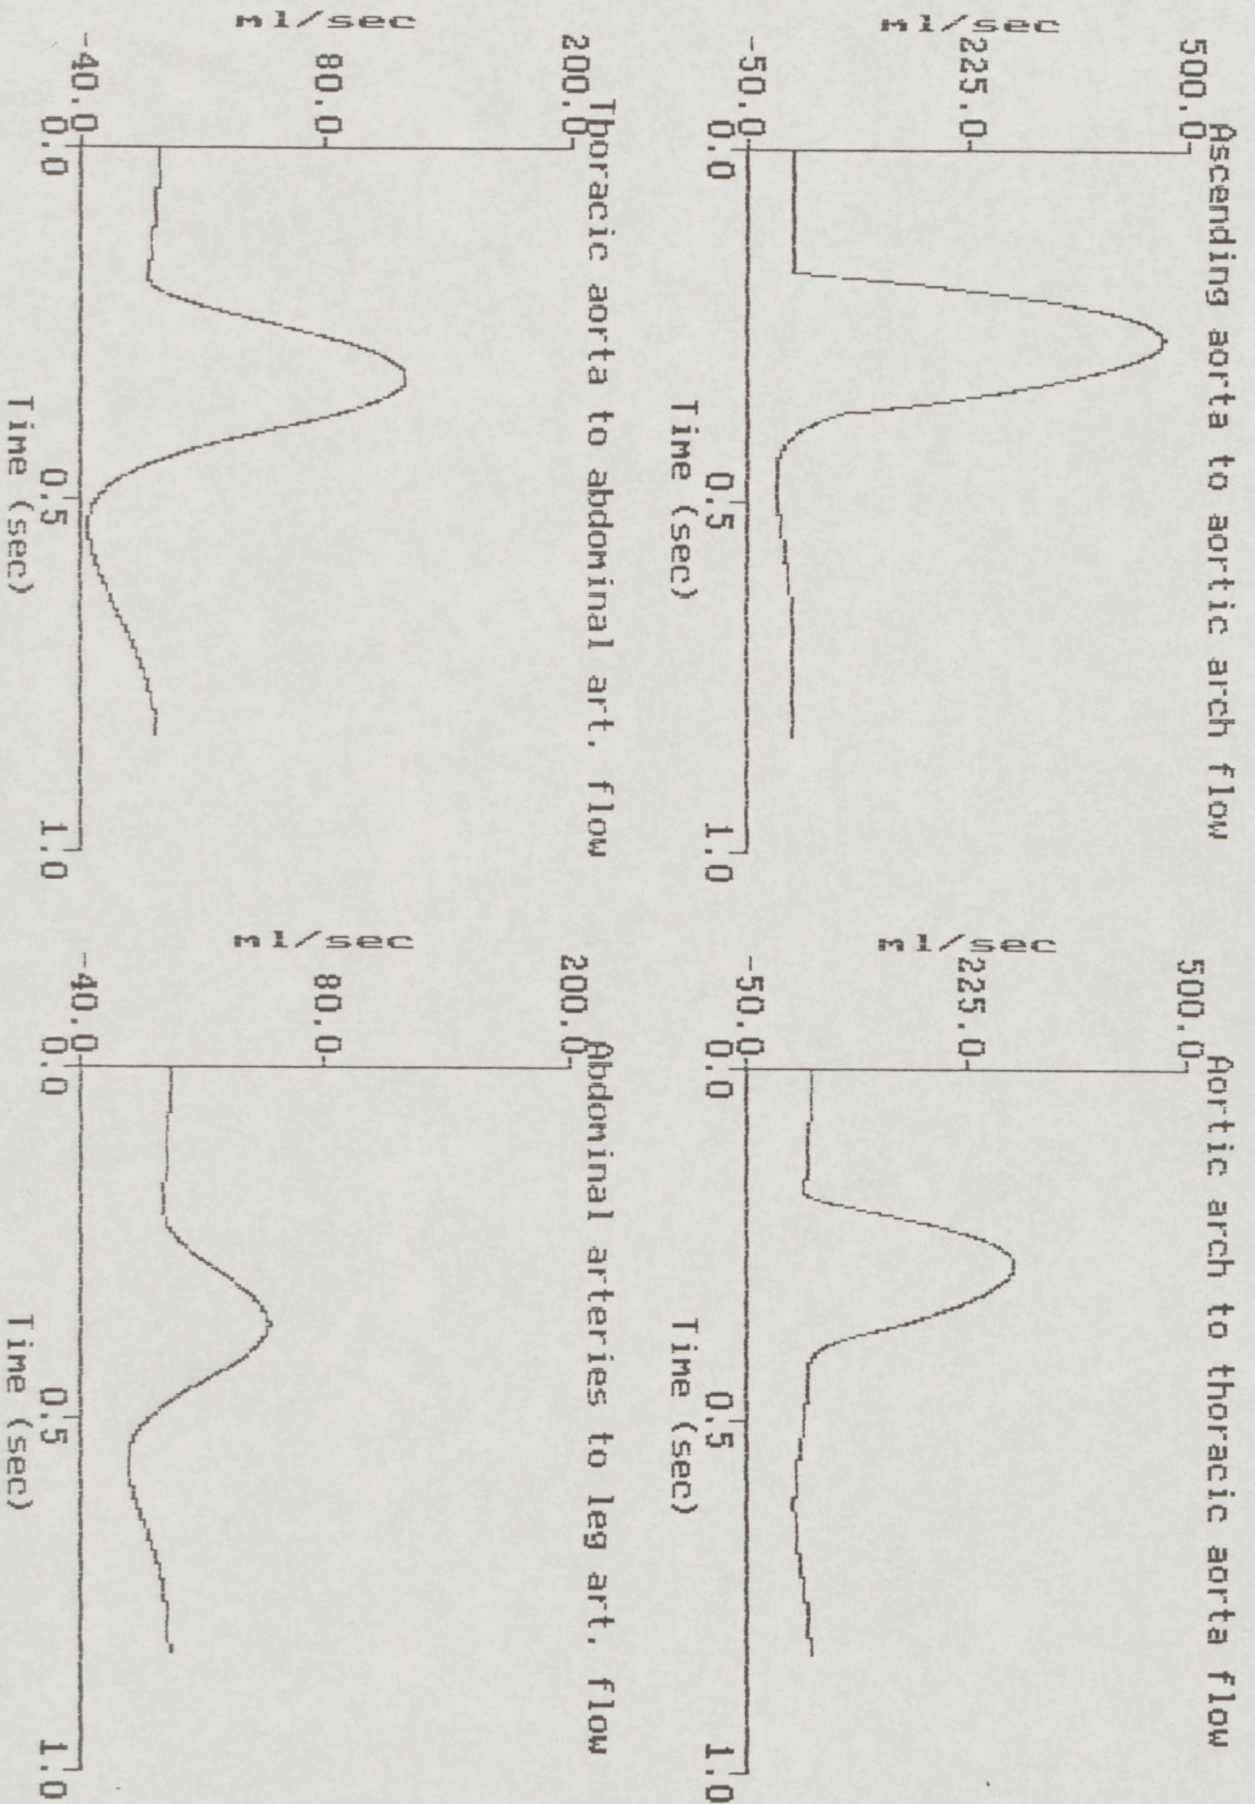 Ascending aorta to aortic arch flow
500.0
225.0
-50.0
ml/sec
0.0
0.5
1.0
Time (sec)
Aortic arch to thoracic aorta flow
500.0
225.0
-50.0
ml/sec
0.0
0.5
1.0
Time (sec)
Thoracic aorta to abdominal art. flow
200.0
80.0
-40.0
ml/sec
0.0
0.5
1.0
Time (sec)
Abdominal arteries to leg art. flow
200.0
80.0
-40.0
ml/sec
0.0
0.5
1.0
Time (sec)